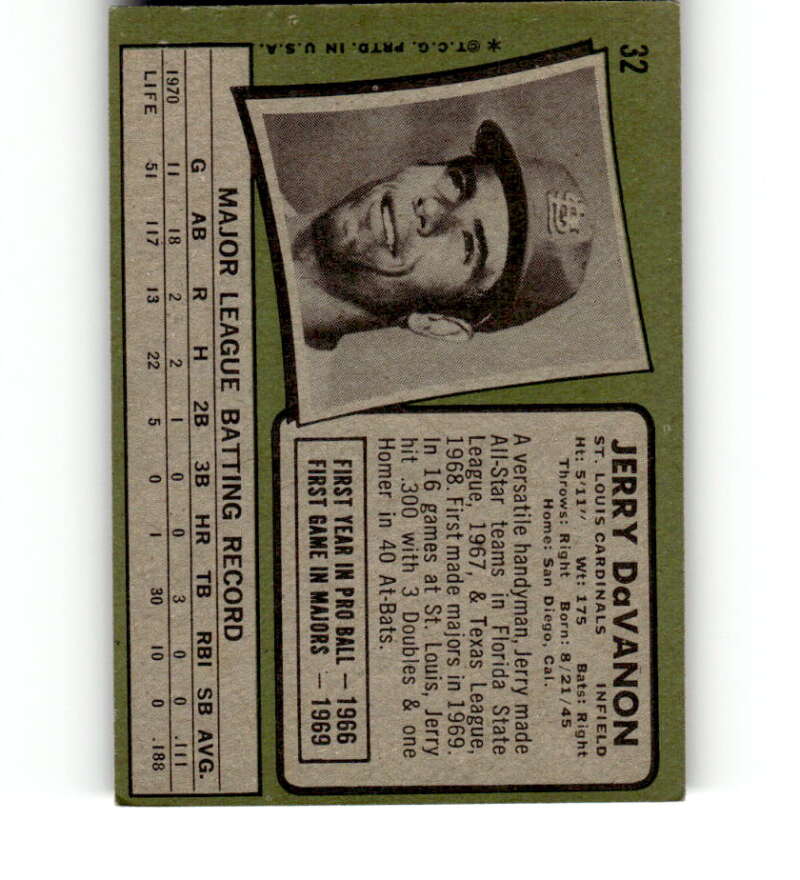 32
✱©T.C.G. PRTD. IN U.S.A.
JERRY DaVANON
ST. LOUIS CARDINALS INFIELD
Ht: 5'11" Wt: 175 Bats: Right
Throws: Right Born: 8/21/45
Home: San Diego, Cal.
A versatile handyman, Jerry made
All-Star teams in Florida State
League, 1967, & Texas League,
1968. First made majors in 1969.
In 16 games at St. Louis, Jerry
hit .300 with 3 Doubles & one
Homer in 40 At-Bats.
FIRST YEAR IN PRO BALL — 1966
FIRST GAME IN MAJORS — 1969
MAJOR LEAGUE BATTING RECORD
G AB R H 2B 3B HR TB RBI SB AVG.
1970 11 18 2 2 1 0 0 3 0 0 .111
LIFE 51 117 13 22 5 0 1 30 10 0 .188